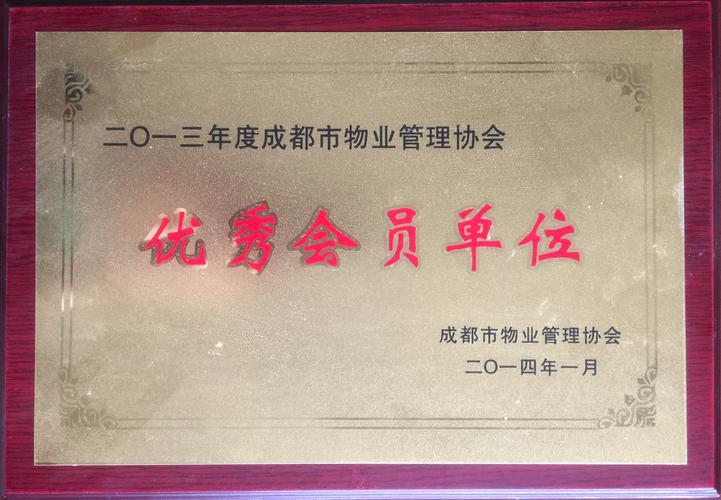 二〇一三年度成都市物业管理协会
优秀会员单位
成都市物业管理协会
二〇一四年一月